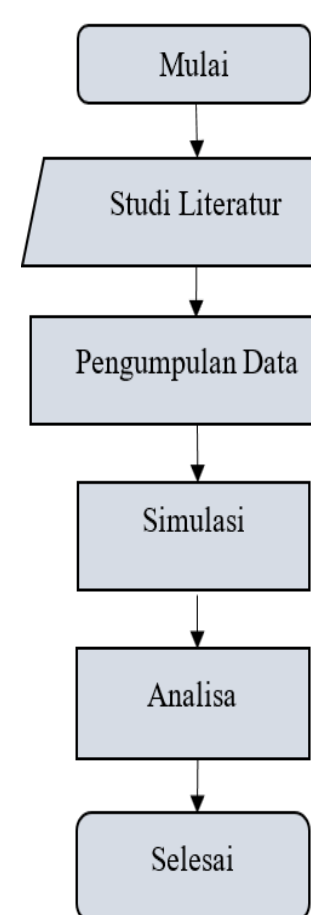 Mulai
Studi Literatur
Pengumpulan Data
Simulasi
Analisa
Selesai